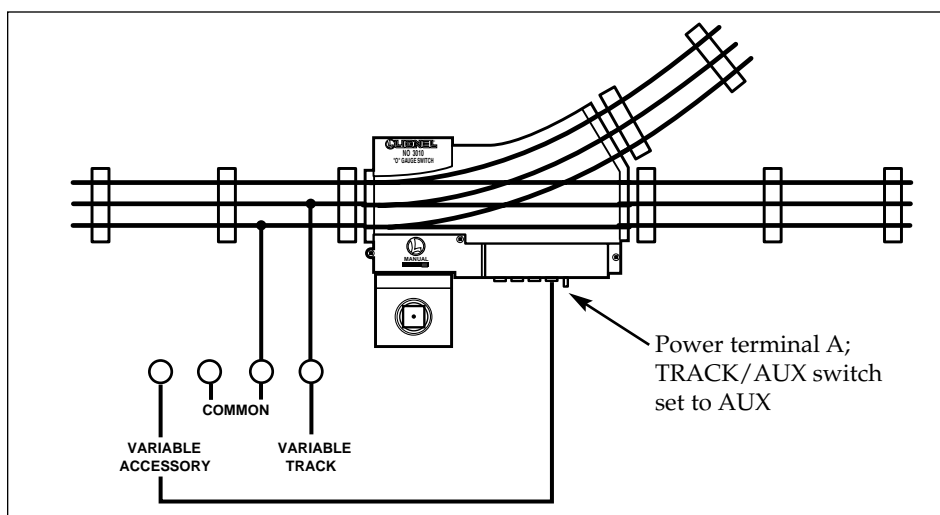 LIONEL
NO 3010
"O" GAUGE SWITCH
MANUAL
Power terminal A;
TRACK/AUX switch
set to AUX
COMMON
VARIABLE
ACCESSORY
VARIABLE
TRACK